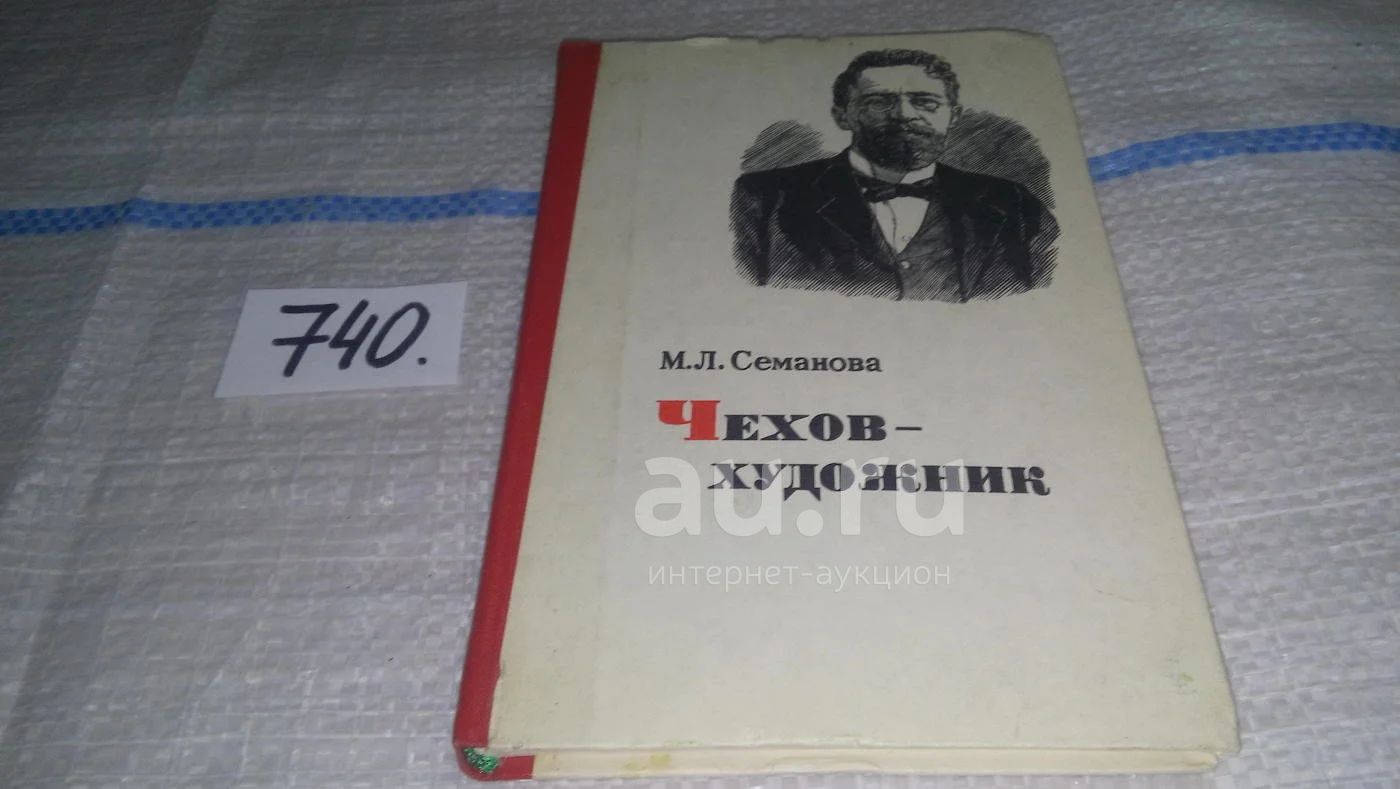 740.
М.Л. Семанова
Чехов –
художник
au.ru
интернет-аукцион